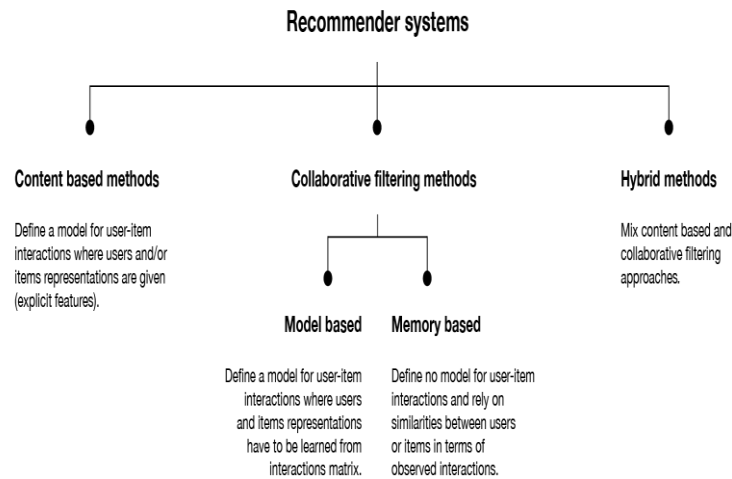 Recommender systems
Content based methods
Define a model for user-item
interactions where users and/or
items representations are given
(explicit features).
Collaborative filtering methods
Model based
Define a model for user-item
interactions where users
and items representations
have to be learned from
interactions matrix.
Memory based
Define no model for user-item
interactions and rely on
similarities between users
or items in terms of
observed interactions.
Hybrid methods
Mix content based and
collaborative filtering
approaches.